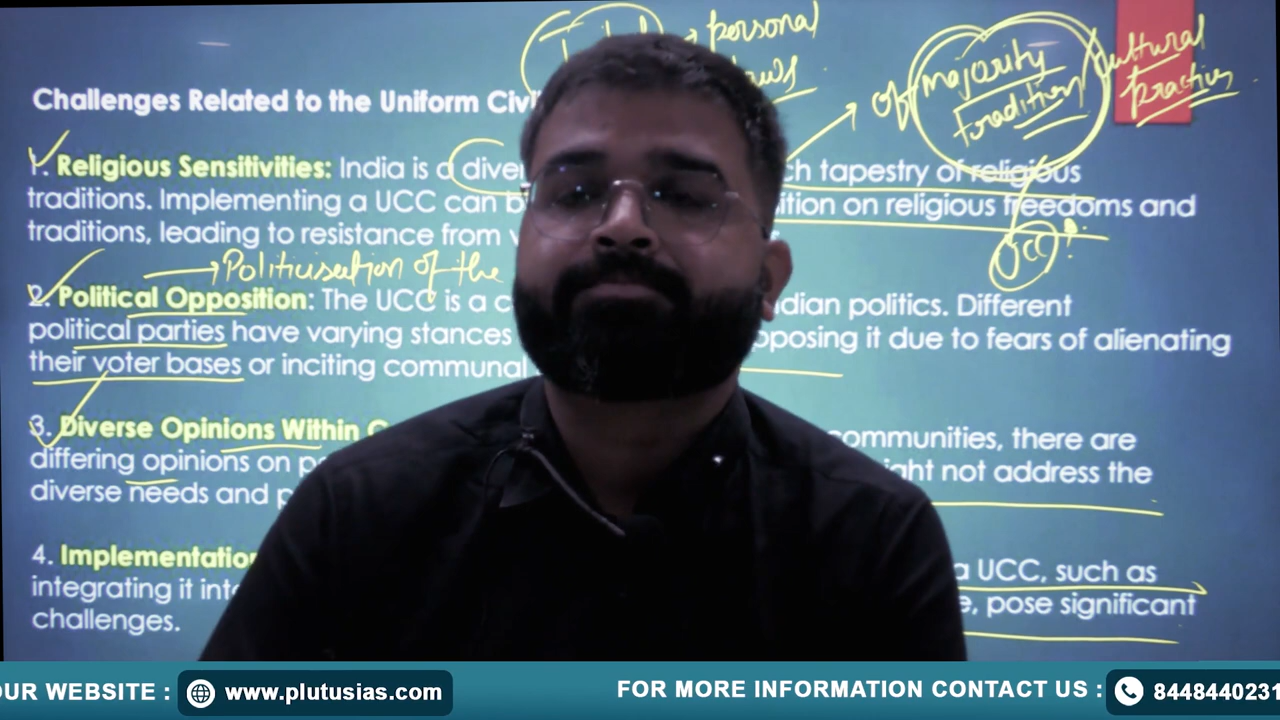 personal
laws
of majority tradition
cultural practices
Challenges Related to the Uniform Civi
1. Religious Sensitivities: India is a diver ch tapestry of religious
traditions. Implementing a UCC can b ition on religious freedoms and
traditions, leading to resistance from v
UCC?
Politicisation of the
2. Political Opposition: The UCC is a c ndian politics. Different
political parties have varying stances pposing it due to fears of alienating
their voter bases or inciting communal
3. Diverse Opinions Within C communities, there are
differing opinions on p ight not address the
diverse needs and p
4. Implementation a UCC, such as
integrating it int e, pose significant
challenges.
OUR WEBSITE : www.plutusias.com FOR MORE INFORMATION CONTACT US : 8448440231